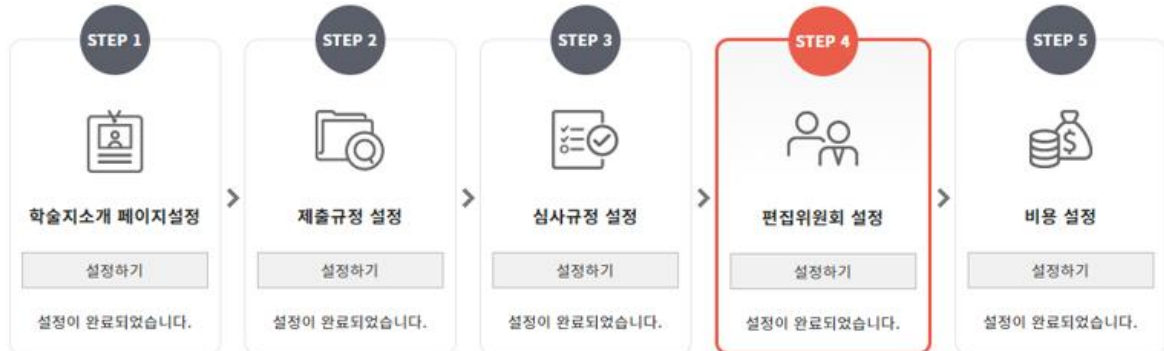 STEP 1
학술지소개 페이지설정
설정하기
설정이 완료되었습니다.
STEP 2
제출규정 설정
설정하기
설정이 완료되었습니다.
STEP 3
심사규정 설정
설정하기
설정이 완료되었습니다.
STEP 4
편집위원회 설정
설정하기
설정이 완료되었습니다.
STEP 5
비용 설정
설정하기
설정이 완료되었습니다.